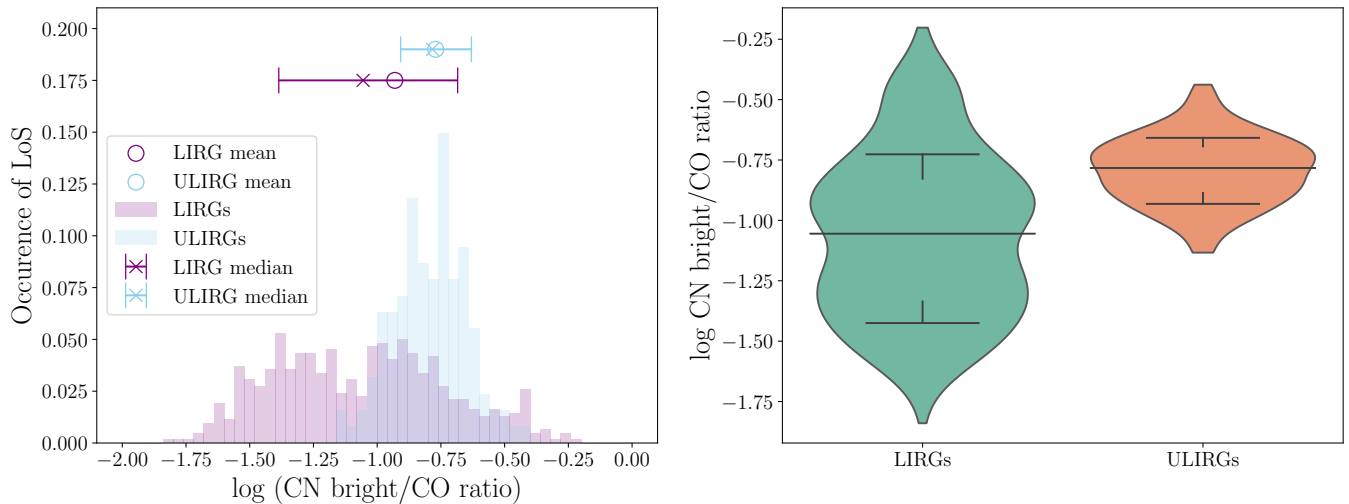 0.200
0.175
0.150
0.125
0.100
0.075
0.050
0.025
0.000
Occurence of LoS
LIRG mean
ULIRG mean
LIRGs
ULIRGs
LIRG median
ULIRG median
−2.00 −1.75 −1.50 −1.25 −1.00 −0.75 −0.50 −0.25 0.00
log (CN bright/CO ratio)
−0.25
−0.50
−0.75
−1.00
−1.25
−1.50
−1.75
log CN bright/CO ratio
LIRGs ULIRGs